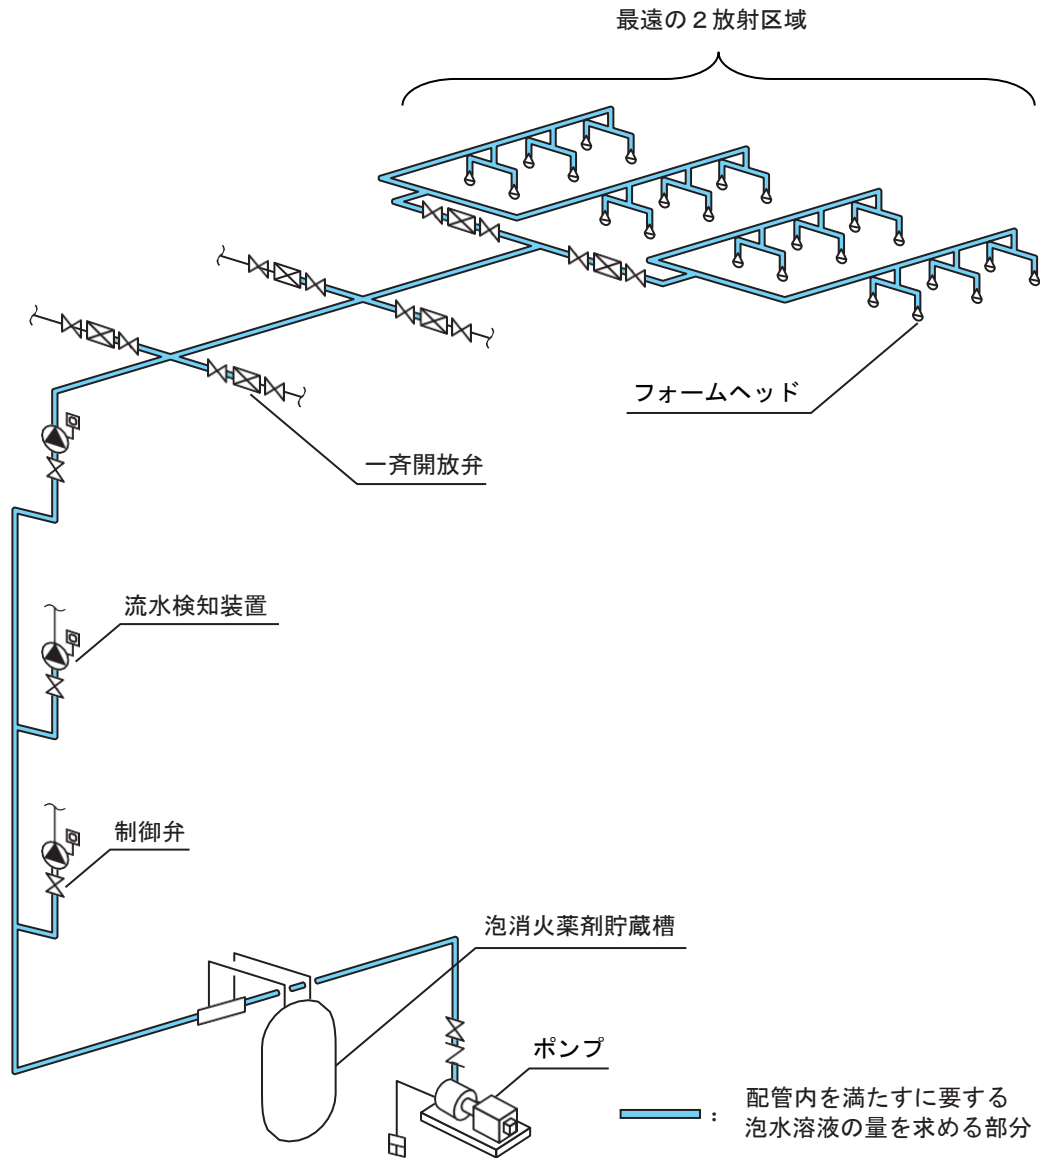 最遠の２放射区域
フォームヘッド
一斉開放弁
流水検知装置
制御弁
泡消火薬剤貯蔵槽
ポンプ
：
配管内を満たすに要する
泡水溶液の量を求める部分